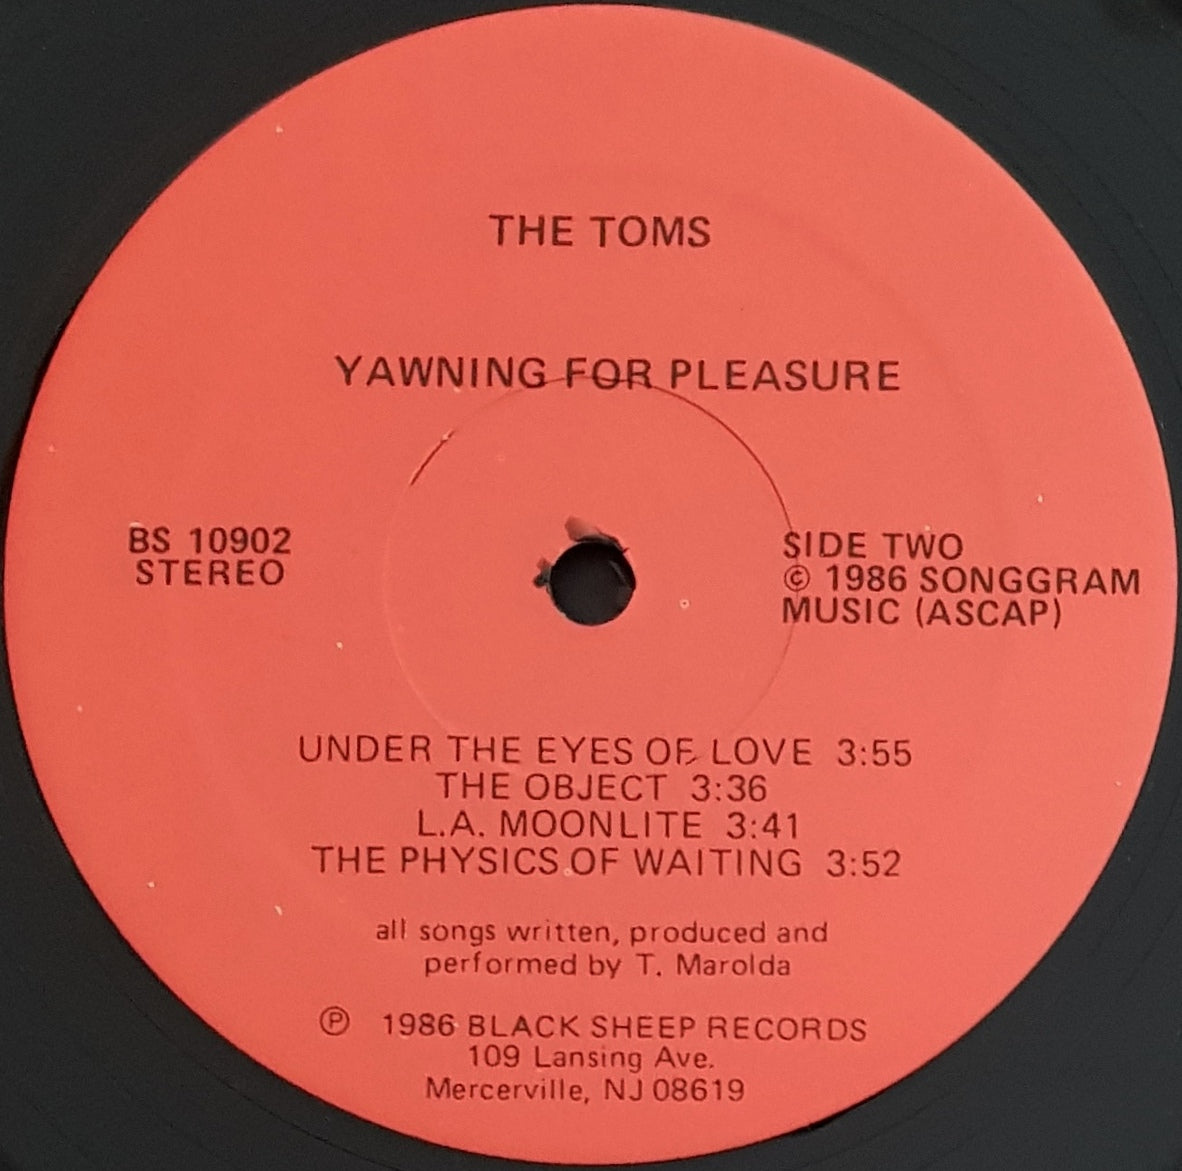 THE TOMS
YAWNING FOR PLEASURE
BS 10902
STEREO
SIDE TWO
© 1986 SONGGRAM
MUSIC (ASCAP)
UNDER THE EYES OF LOVE 3:55
THE OBJECT 3:36
L.A. MOONLITE 3:41
THE PHYSICS OF WAITING 3:52
all songs written, produced and
performed by T. Marolda
℗ 1986 BLACK SHEEP RECORDS
109 Lansing Ave.
Mercerville, NJ 08619